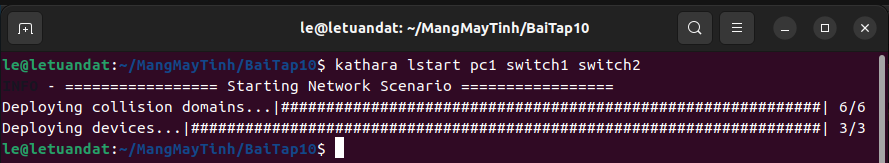 le@letuandat: ~/MangMayTinh/BaiTap10
le@letuandat:~/MangMayTinh/BaiTap10$ kathara lstart pc1 switch1 switch2
- ================= Starting Network Scenario =================
Deploying collision domains...|############################################################| 6/6
Deploying devices...|######################################################################| 3/3
le@letuandat:~/MangMayTinh/BaiTap10$